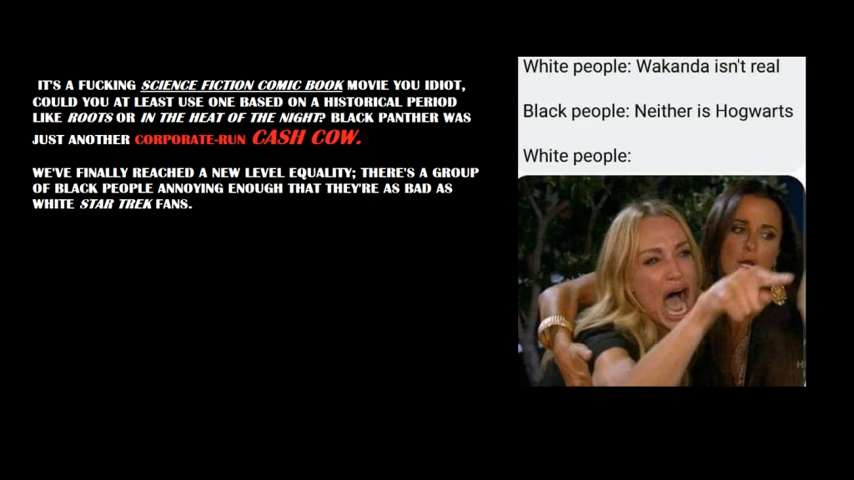 IT'S A FUCKING SCIENCE FICTION COMIC BOOK MOVIE YOU IDIOT,
COULD YOU AT LEAST USE ONE BASED ON A HISTORICAL PERIOD
LIKE ROOTS OR IN THE HEAT OF THE NIGHT? BLACK PANTHER WAS
JUST ANOTHER CORPORATE-RUN CASH COW.
WE'VE FINALLY REACHED A NEW LEVEL EQUALITY; THERE'S A GROUP
OF BLACK PEOPLE ANNOYING ENOUGH THAT THEY'RE AS BAD AS
WHITE STAR TREK FANS.
White people: Wakanda isn't real
Black people: Neither is Hogwarts
White people: